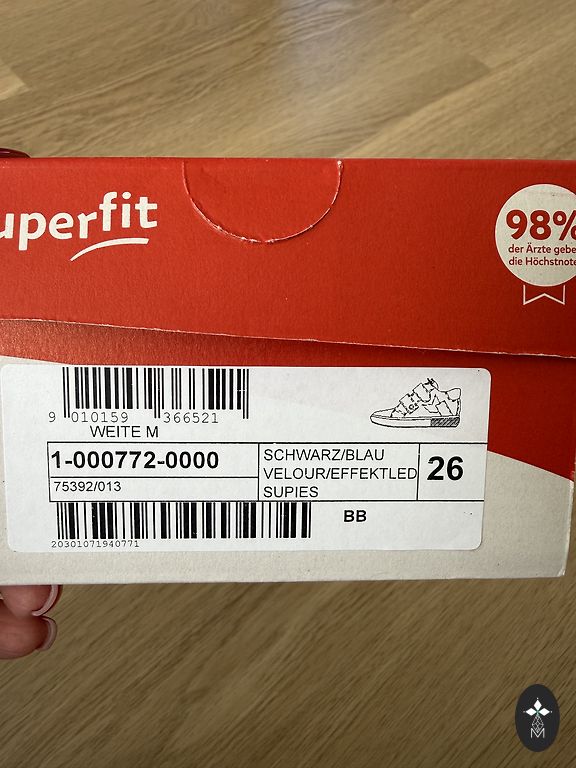 uperfit
98%
der Ärzte gebe
die Höchstnote
9 010159 366521
WEITE M
1-000772-0000
75392/013
SCHWARZ/BLAU
VELOUR/EFFEKTLED
SUPIES
26
BB
20301071940771
M